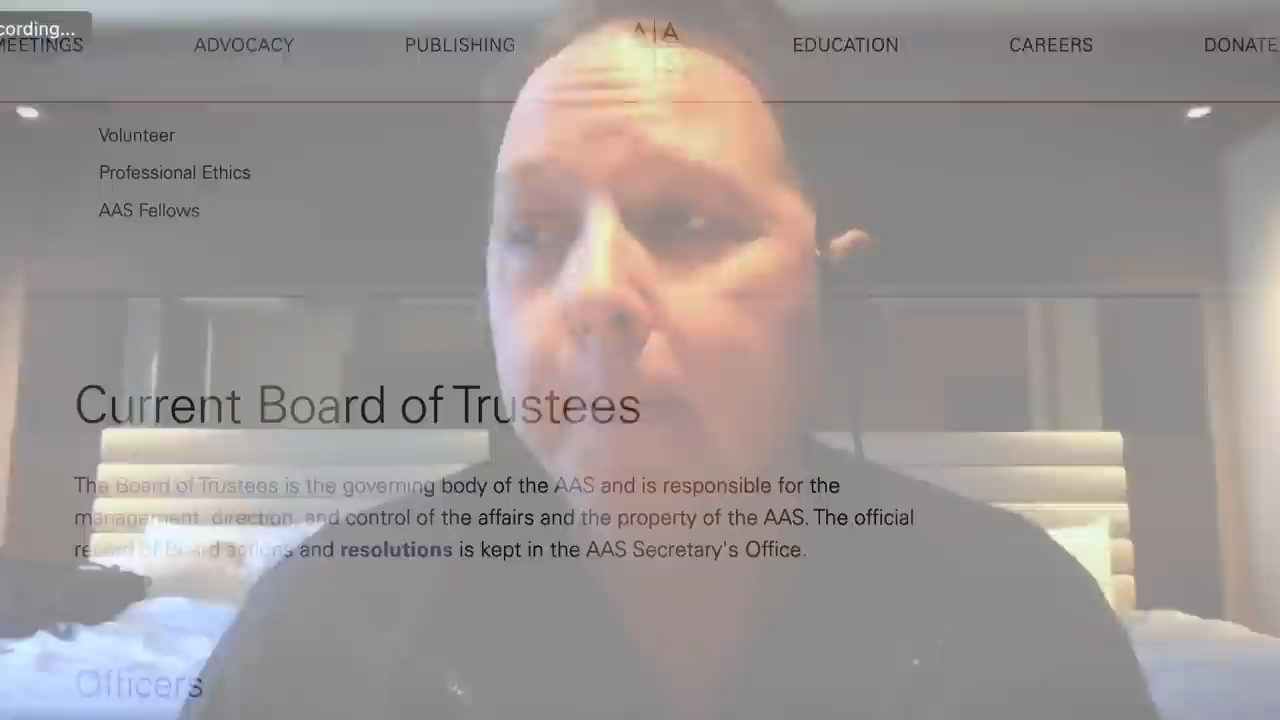 cording...
MEETINGS
ADVOCACY
PUBLISHING
A|A
S
EDUCATION
CAREERS
DONATE
Volunteer
Professional Ethics
AAS Fellows
Current Board of Trustees
The Board of Trustees is the governing body of the AAS and is responsible for the
management, direction, and control of the affairs and the property of the AAS. The official
record of Board actions and resolutions is kept in the AAS Secretary's Office.
Officers